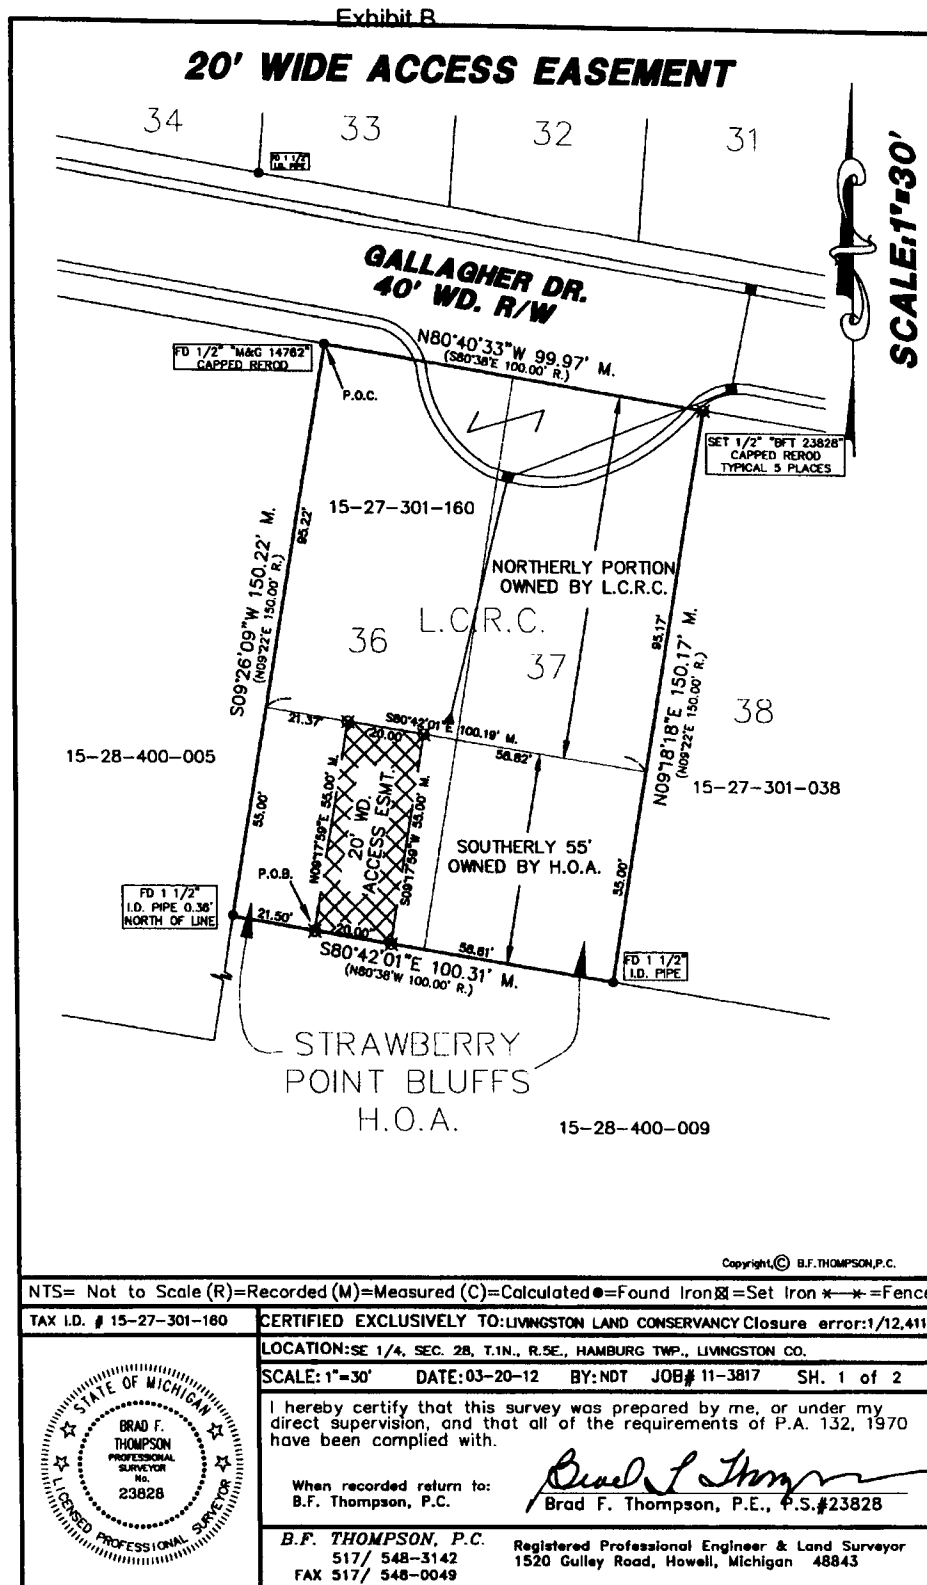 Exhibit B
20' WIDE ACCESS EASEMENT
34
33
32
31
SCALE:1"=30'
FD 1 1/2"
I.D. PIPE
GALLAGHER DR.
40' WD. R/W
N80°40'33"W 99.97' M.
(S80°38'E 100.00' R.)
FD 1/2" "M&G 14762"
CAPPED REROD
P.O.C.
SET 1/2" "BFT 23828"
CAPPED REROD
TYPICAL 5 PLACES
15-27-301-160
95.22'
S09°26'09"W 150.22' M.
(N09°22'E 150.00' R.)
NORTHERLY PORTION
OWNED BY L.C.R.C.
L.C.R.C.
36
37
95.17'
N09°18'18"E 150.17' M.
(N09°22'E 150.00' R.)
38
21.37'
S80°42'01"E 100.19' M.
20.00'
58.82'
15-28-400-005
15-27-301-038
55.00'
N09°17'59"E 55.00' M.
20' WD.
ACCESS ESMT.
S09°17'59"W 55.00' M.
SOUTHERLY 55'
OWNED BY H.O.A.
55.00'
P.O.B.
FD 1 1/2"
I.D. PIPE 0.36'
NORTH OF LINE
21.50'
20.00'
58.81'
S80°42'01"E 100.31' M.
(N80°38'W 100.00' R.)
FD 1 1/2"
I.D. PIPE
STRAWBERRY
POINT BLUFFS
H.O.A.
15-28-400-009
Copyright,© B.F.THOMPSON,P.C.
NTS= Not to Scale (R)=Recorded (M)=Measured (C)=Calculated =Found Iron =Set Iron =Fence
TAX I.D. # 15-27-301-160
CERTIFIED EXCLUSIVELY TO:LIVINGSTON LAND CONSERVANCY Closure error:1/12,411
LOCATION:SE 1/4, SEC. 28, T.1N., R.5E., HAMBURG TWP., LIVINGSTON CO.
SCALE: 1"=30' DATE:03-20-12 BY:NDT JOB# 11-3817 SH. 1 of 2
I hereby certify that this survey was prepared by me, or under my
direct supervision, and that all of the requirements of P.A. 132, 1970
have been complied with.
STATE OF MICHIGAN
BRAD F.
THOMPSON
PROFESSIONAL
SURVEYOR
No.
23828
LICENSED PROFESSIONAL SURVEYOR
When recorded return to:
B.F. Thompson, P.C.
Brad F. Thompson
Brad F. Thompson, P.E., P.S.#23828
B.F. THOMPSON, P.C.
517/ 548-3142
FAX 517/ 548-0049
Registered Professional Engineer & Land Surveyor
1520 Gulley Road, Howell, Michigan 48843